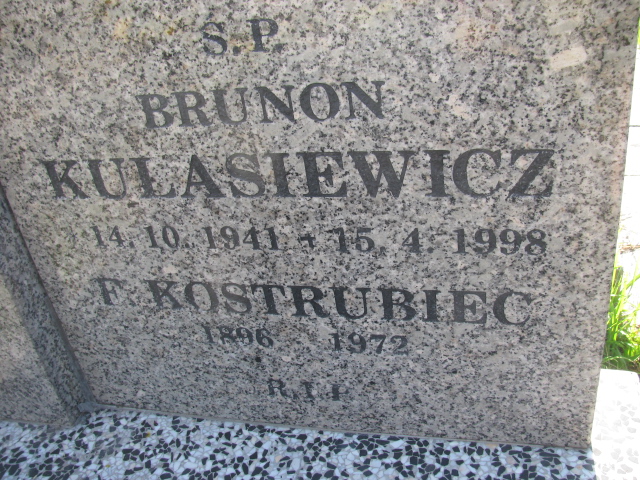 S.P.
BRUNON
KULASIEWICZ
* 14. 10. 1941 + 15. 4. 1998
F. KOSTRUBIEC
1896 1972
R.I.P.